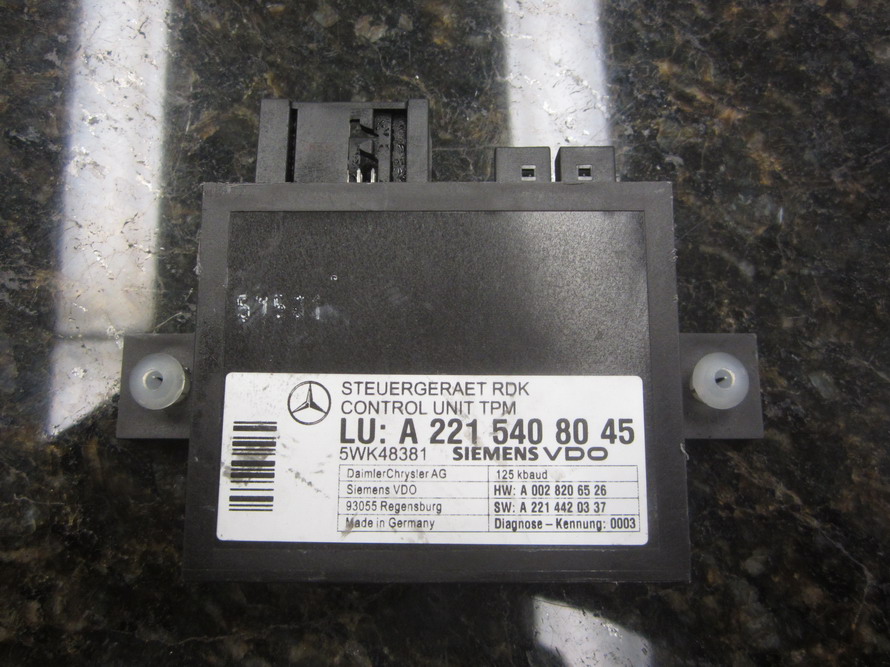 STEUERGERAET RDK
CONTROL UNIT TPM
LU: A 221 540 80 45
5WK48381 SIEMENS VDO
DaimlerChrysler AG 125 kbaud
Siemens VDO HW: A 002 820 65 26
93055 Regensburg SW: A 221 442 03 37
Made in Germany Diagnose - Kennung: 0003